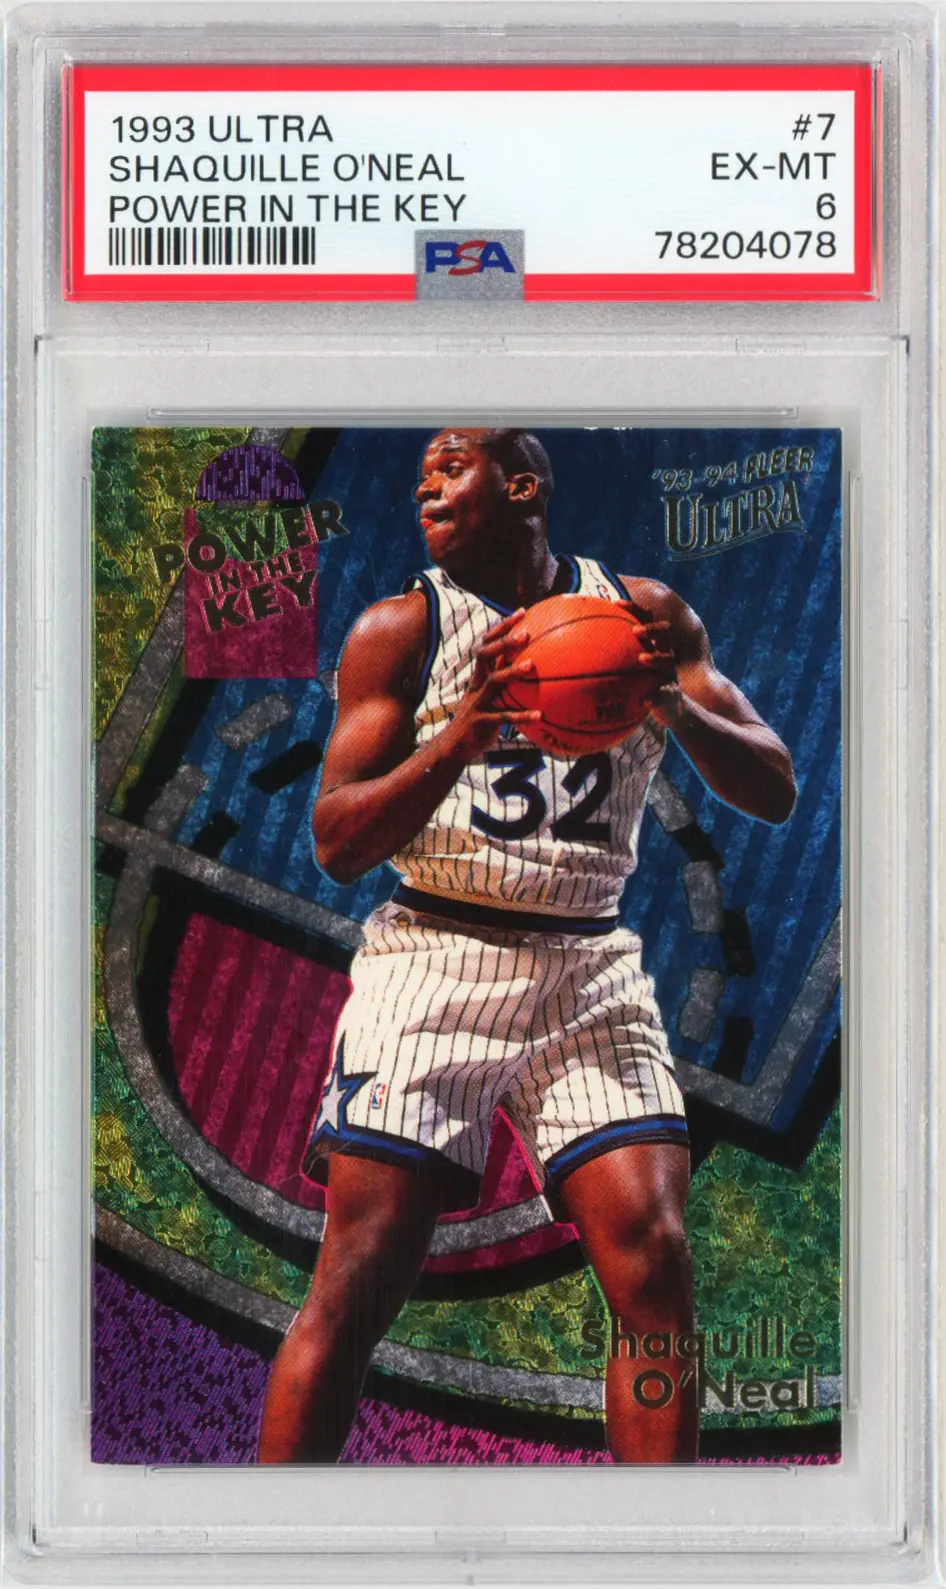 1993 ULTRA #7
SHAQUILLE O'NEAL EX-MT
POWER IN THE KEY 6
78204078
PSA
POWER
IN THE
KEY
'93-'94 FLEER
ULTRA
32
Shaquille
O'Neal